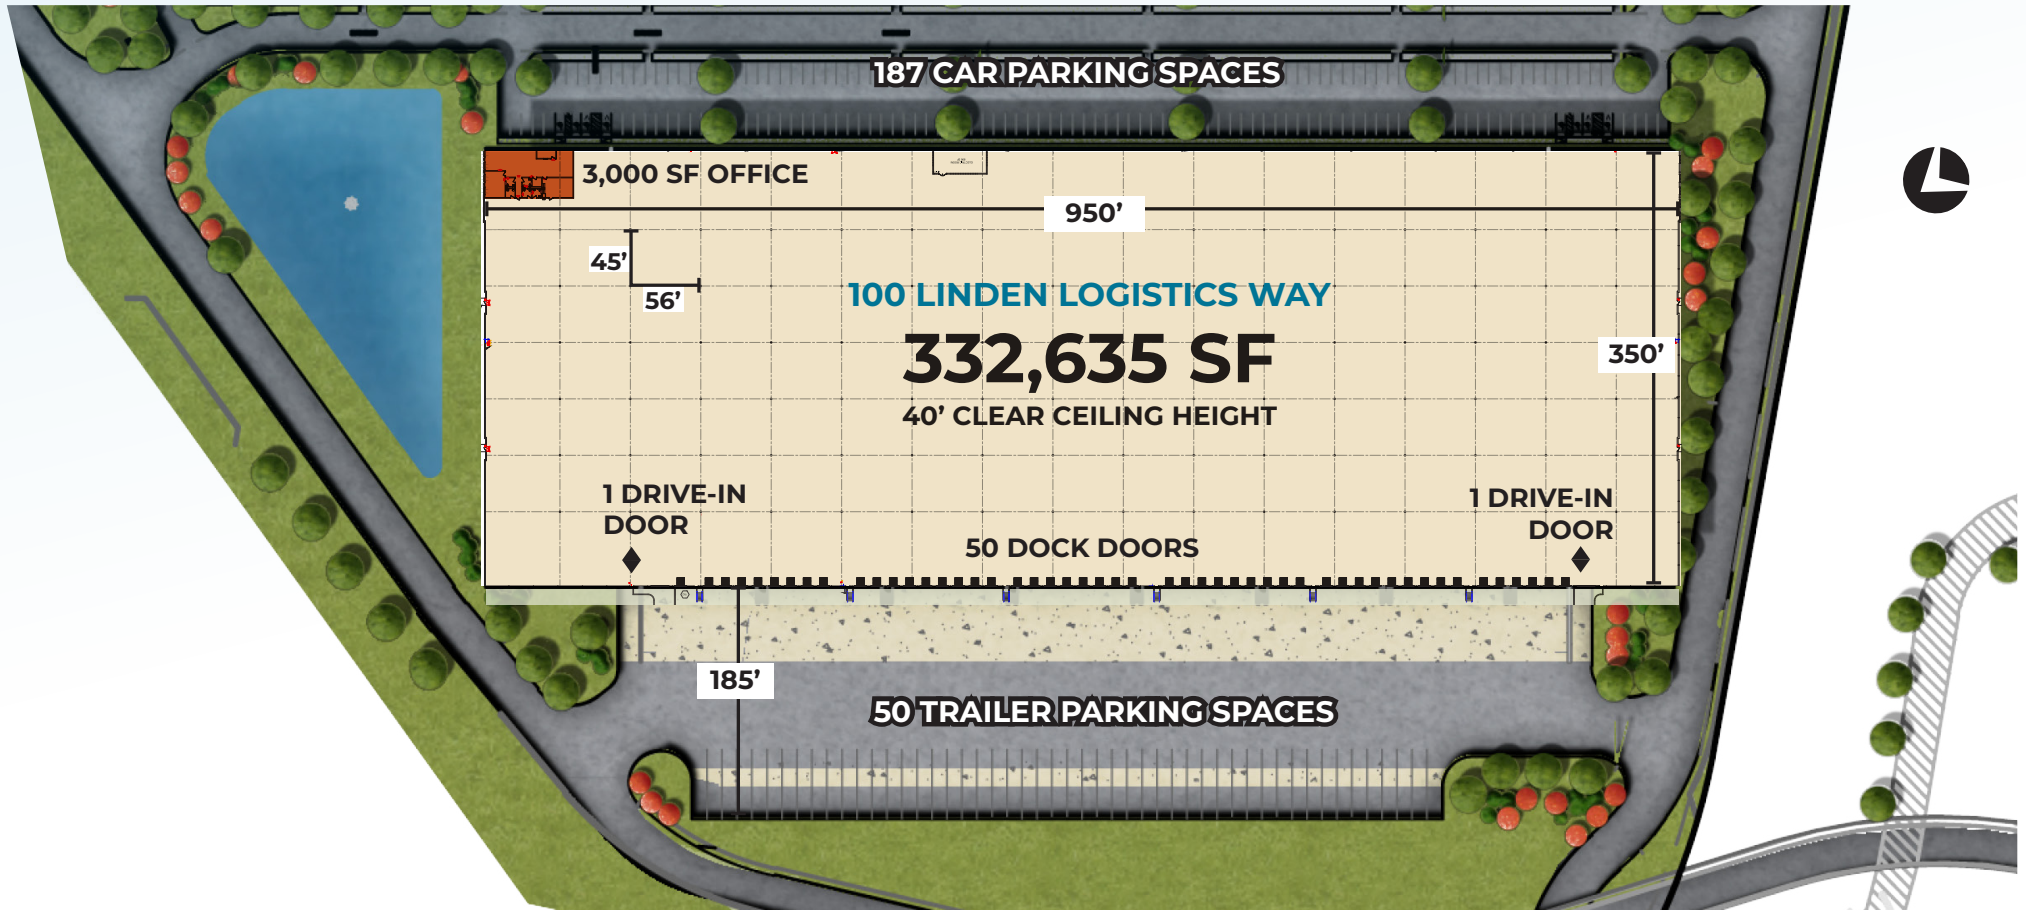 187 CAR PARKING SPACES
3,000 SF OFFICE
950’
45’
56’
100 LINDEN LOGISTICS WAY
332,635 SF
350’
40’ CLEAR CEILING HEIGHT
1 DRIVE-IN
DOOR
1 DRIVE-IN
DOOR
50 DOCK DOORS
185’
50 TRAILER PARKING SPACES